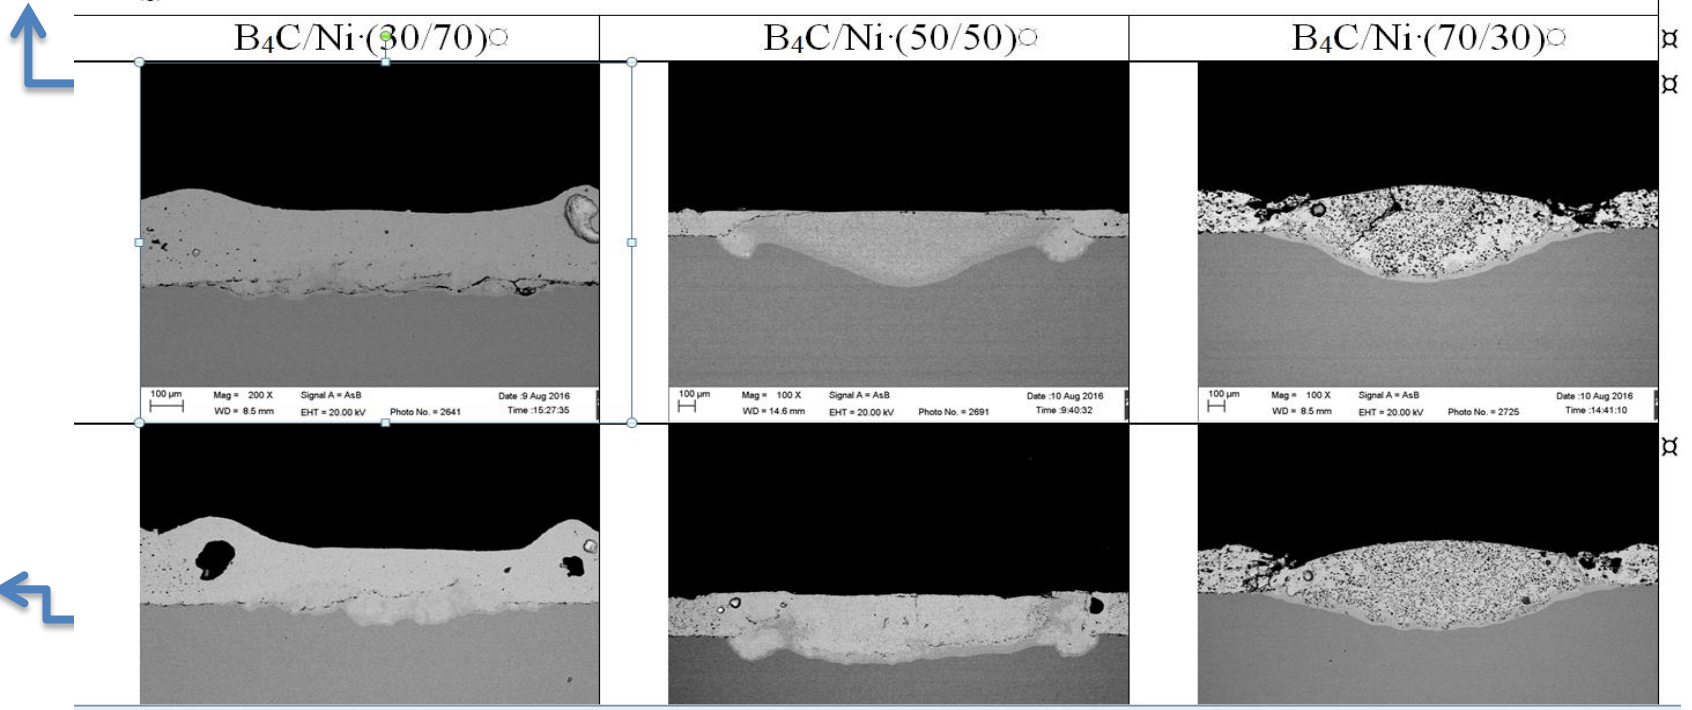 B₄C/Ni·(30/70)¤
B₄C/Ni·(50/50)¤
B₄C/Ni·(70/30)¤
¤
¤
100 µm Mag = 200 X Signal A = AsB Date :9 Aug 2016
WD = 8.5 mm EHT = 20.00 kV Photo No. = 2641 Time :15:27:35
100 µm Mag = 100 X Signal A = AsB Date :10 Aug 2016
WD = 14.6 mm EHT = 20.00 kV Photo No. = 2691 Time :9:40:32
100 µm Mag = 100 X Signal A = AsB Date :10 Aug 2016
WD = 8.5 mm EHT = 20.00 kV Photo No. = 2725 Time :14:41:10
¤